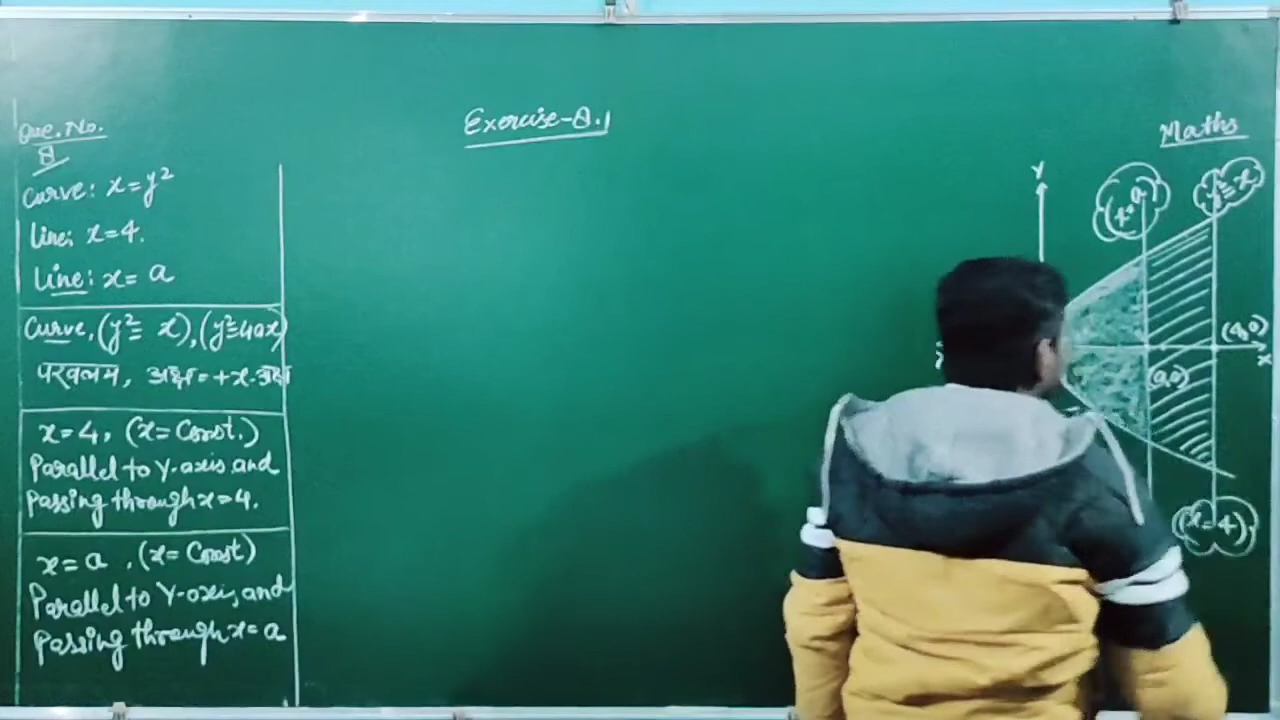 Exercise-8.1
Maths
Que. No.
8
Curve: x=y²
Line: x=4.
Line: x= a
Curve, (y²= x), (y²=4ax)
परवलय, अक्ष=+x-अक्ष
x=4, (x=Const.)
Parallel to Y-axis and
Passing through x=4.
x=a, (x=Const)
Parallel to Y-axis, and
Passing through x=a
Y
(x=a)
y²=x
(4,0)
X
(a,0)
(x=4)